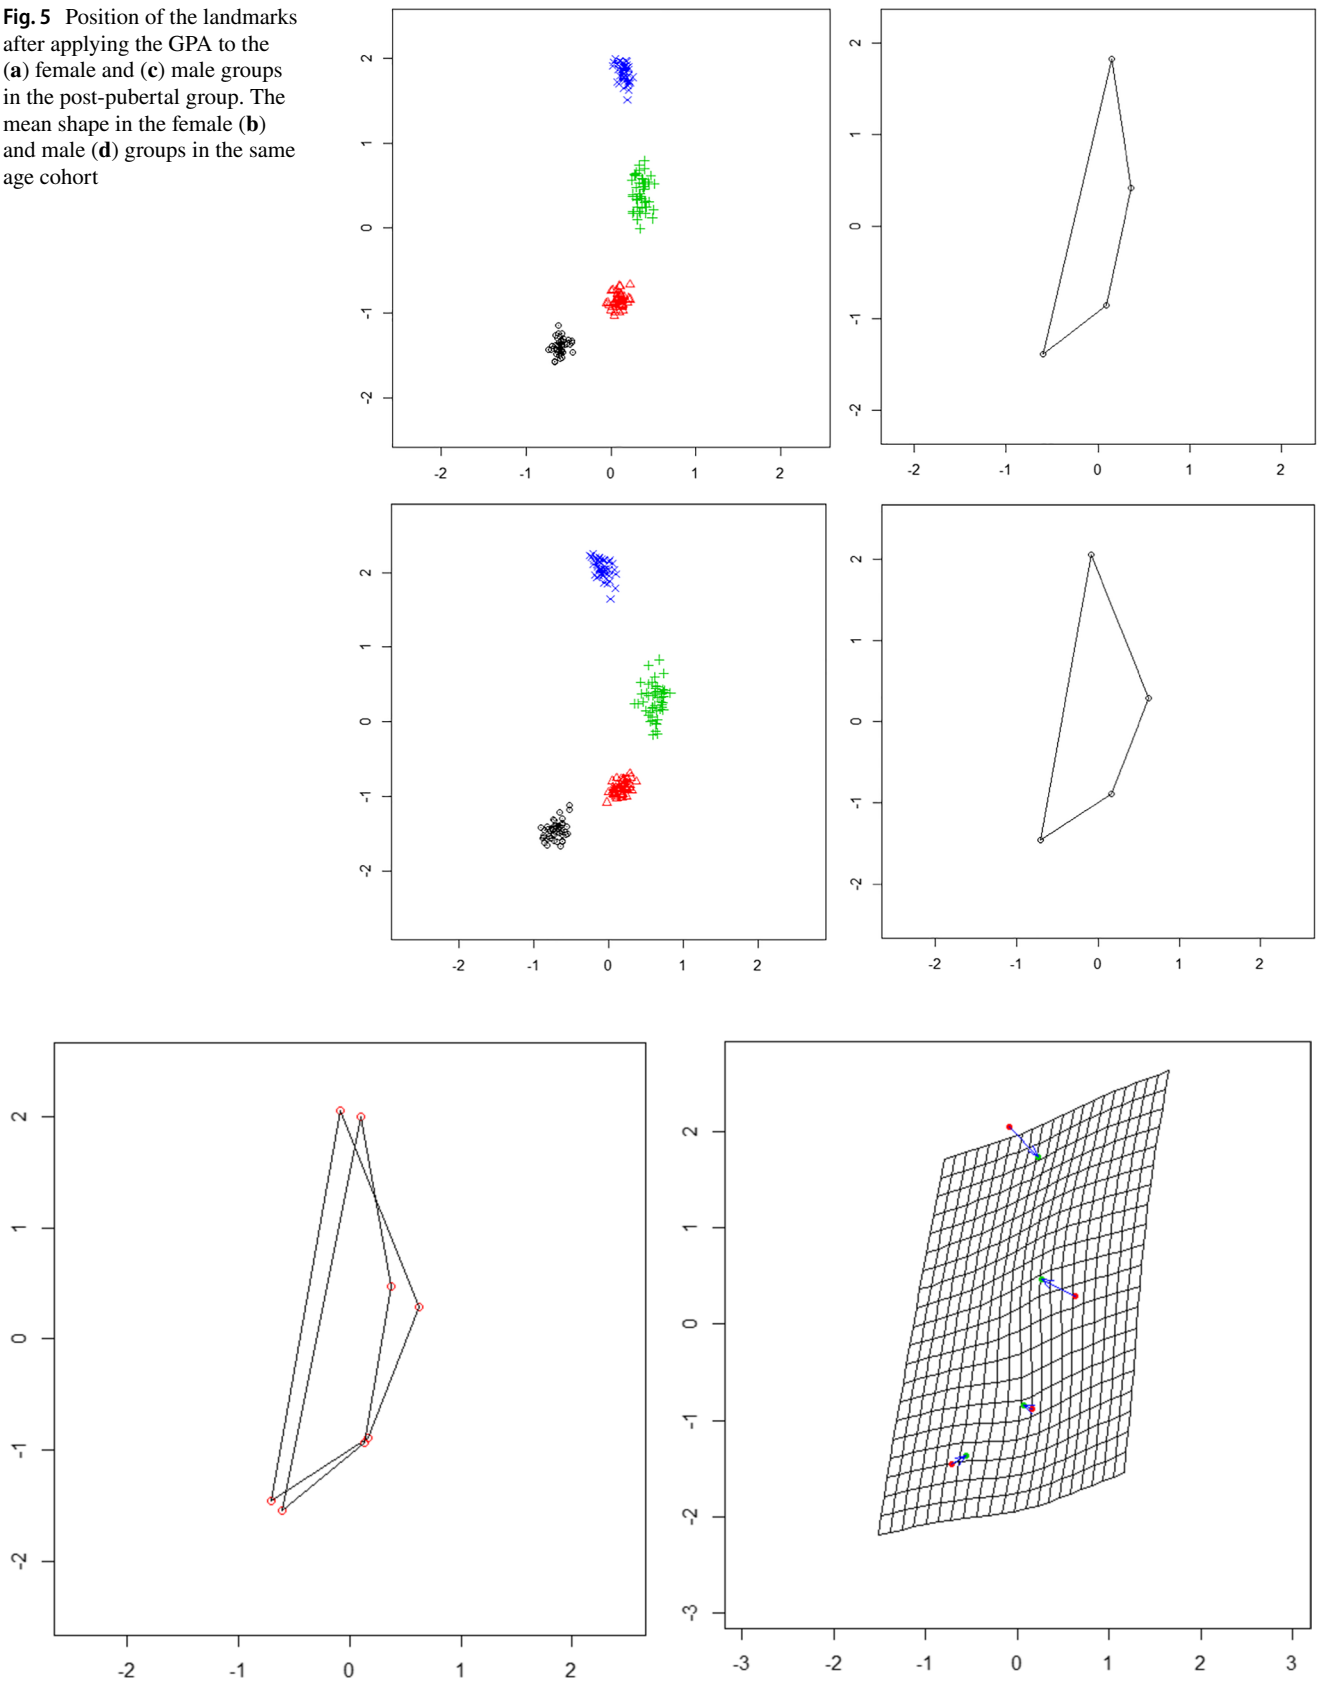 Fig. 5 Position of the landmarks
after applying the GPA to the
(a) female and (c) male groups
in the post-pubertal group. The
mean shape in the female (b)
and male (d) groups in the same
age cohort
2
1
0
-1
-2
-2 -1 0 1 2
2
1
0
-1
-2
-2 -1 0 1 2
2
1
0
-1
-2
-2 -1 0 1 2
2
1
0
-1
-2
-2 -1 0 1 2
2
1
0
-1
-2
-2 -1 0 1 2
2
1
0
-1
-2
-3
-3 -2 -1 0 1 2 3